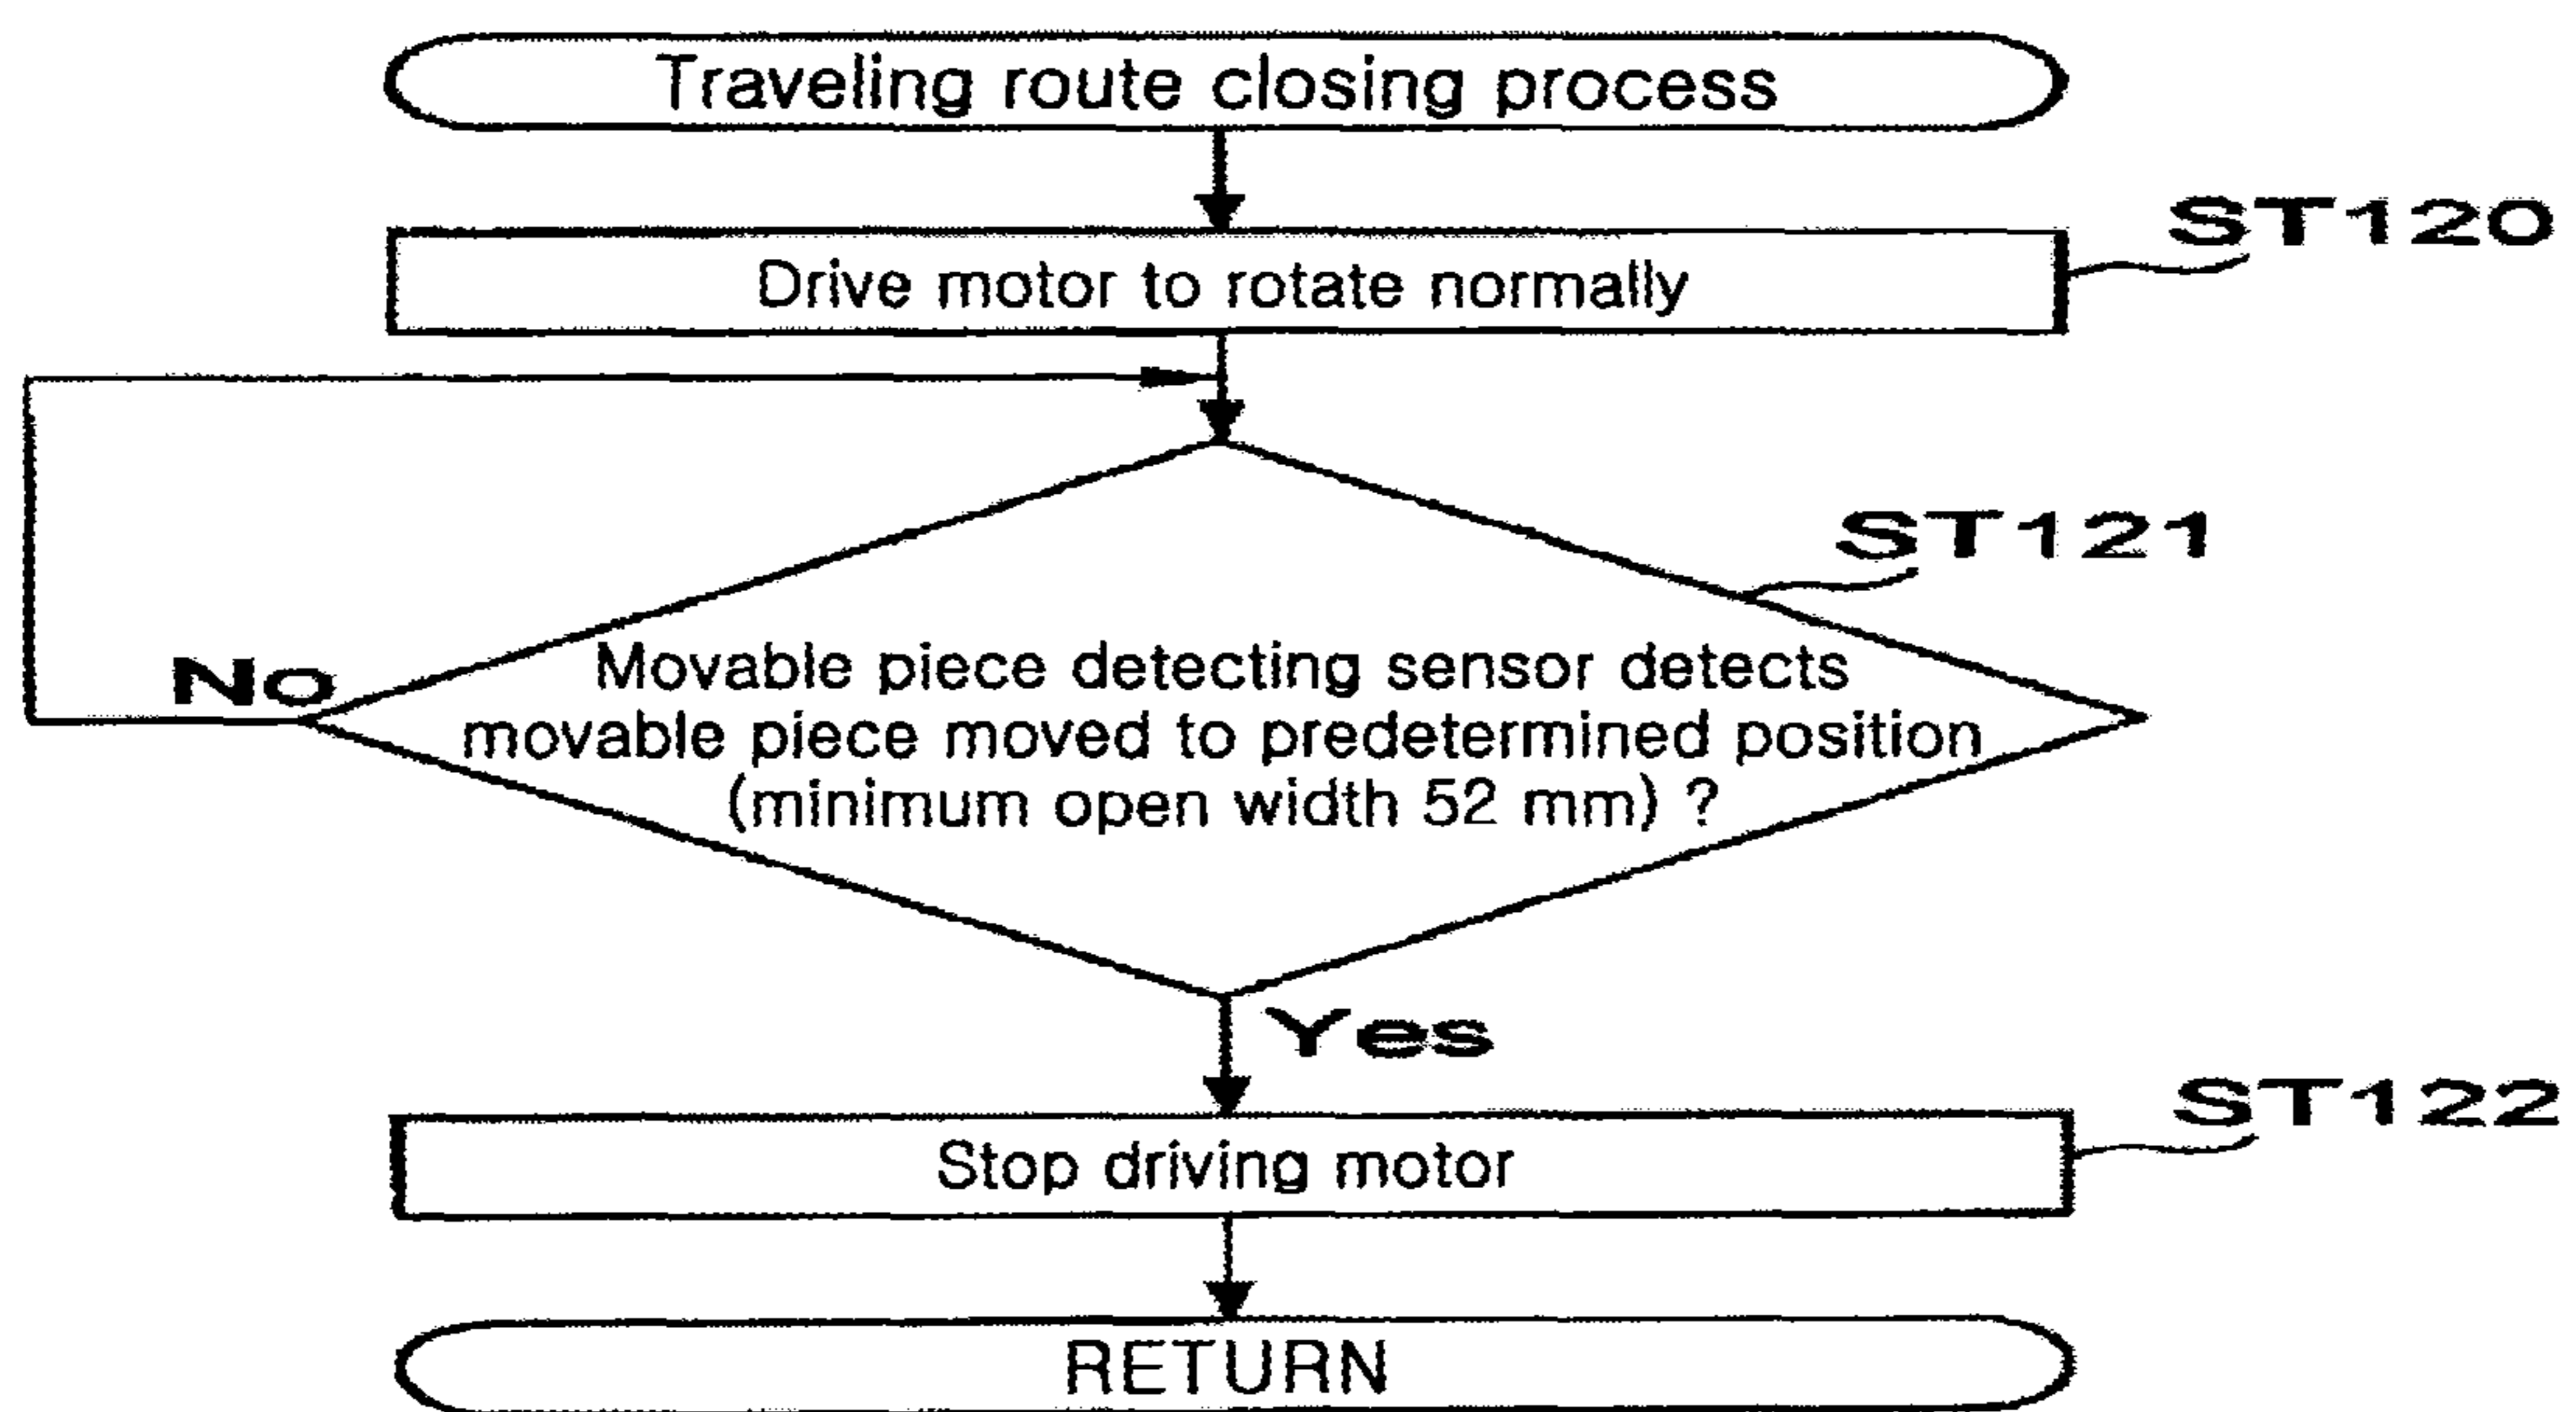 Traveling route closing process
ST120
Drive motor to rotate normally
ST121
No
Movable piece detecting sensor detects
movable piece moved to predetermined position
(minimum open width 52 mm) ?
Yes
ST122
Stop driving motor
RETURN